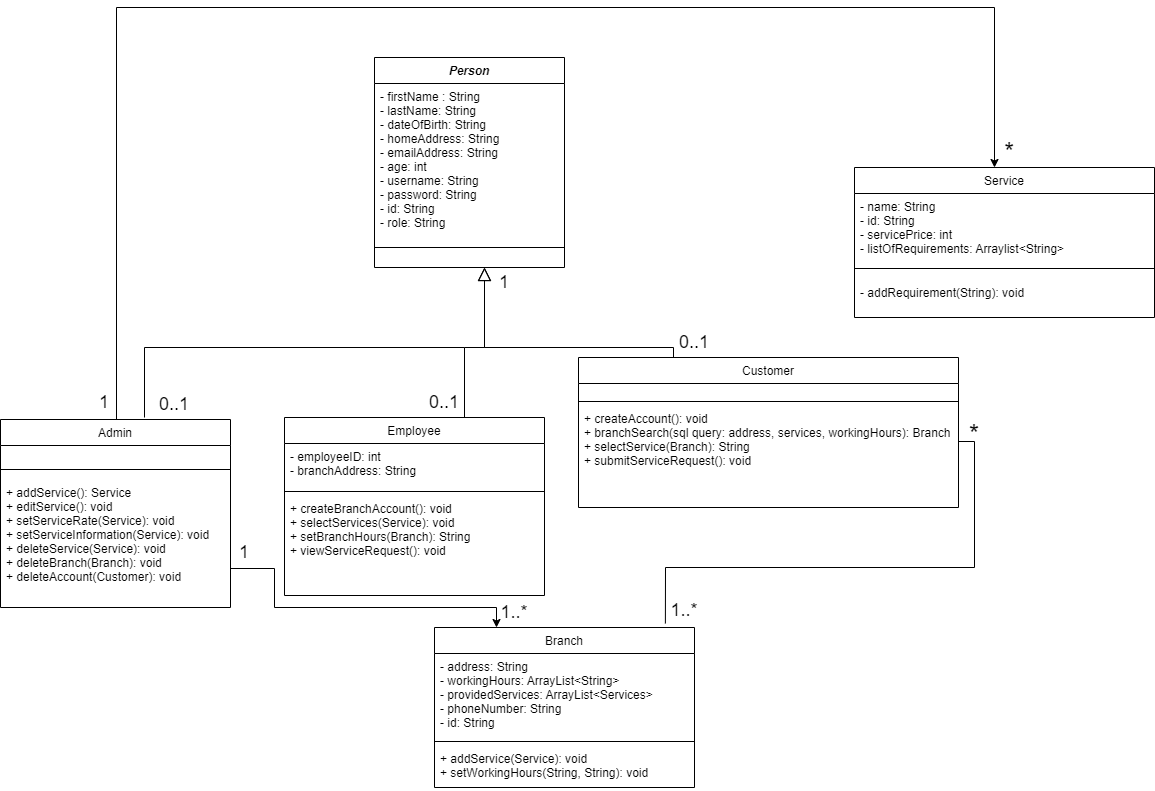 Person
- firstName : String
- lastName: String
- dateOfBirth: String
- homeAddress: String
- emailAddress: String
- age: int
- username: String
- password: String
- id: String
- role: String
*
Service
- name: String
- id: String
- servicePrice: int
- listOfRequirements: Arraylist<String>
- addRequirement(String): void
1
0..1
1
0..1
0..1
Customer
+ createAccount(): void
+ branchSearch(sql query: address, services, workingHours): Branch
+ selectService(Branch): String
+ submitServiceRequest(): void
*
Admin
+ addService(): Service
+ editService(): void
+ setServiceRate(Service): void
+ setServiceInformation(Service): void
+ deleteService(Service): void
+ deleteBranch(Branch): void
+ deleteAccount(Customer): void
1
Employee
- employeeID: int
- branchAddress: String
+ createBranchAccount(): void
+ selectServices(Service): void
+ setBranchHours(Branch): String
+ viewServiceRequest(): void
1..*
1..*
Branch
- address: String
- workingHours: ArrayList<String>
- providedServices: ArrayList<Services>
- phoneNumber: String
- id: String
+ addService(Service): void
+ setWorkingHours(String, String): void